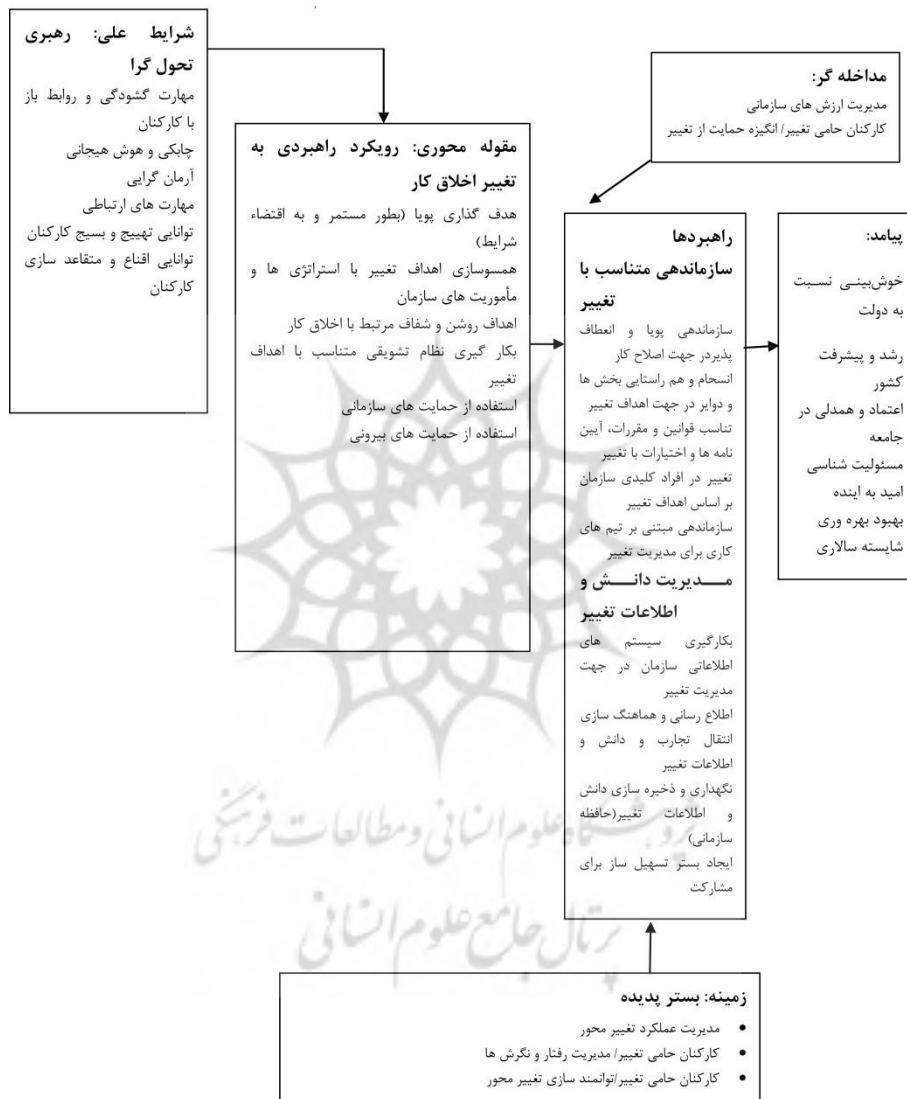 شرایط علی: رهبری
تحول گرا
مهارت گشودگی و روابط باز
با کارکنان
چابکی و هوش هیجانی
آرمان گرایی
مهارت های ارتباطی
توانایی تهییج و بسیج کارکنان
توانایی اقناع و متقاعد سازی
کارکنان
مقوله محوری: رویکرد راهبردی به
تغییر اخلاق کار
هدف گذاری پویا (بطور مستمر و به اقتضاء
شرایط)
همسوسازی اهداف تغییر با استراتژی ها و
مأموریت های سازمان
اهداف روشن و شفاف مرتبط با اخلاق کار
بکار گیری نظام تشویقی متناسب با اهداف
تغییر
استفاده از حمایت های سازمانی
استفاده از حمایت های بیرونی
مداخله گر:
مدیریت ارزش های سازمانی
کارکنان حامی تغییر/ انگیزه حمایت از تغییر
راهبردها
سازماندهی متناسب با
تغییر
سازماندهی پویا و انعطاف
پذیردر جهت اصلاح کار
انسجام و هم راستایی بخش ها
و دوایر در جهت اهداف تغییر
تناسب قوانین و مقررات، آیین
نامه ها و اختیارات با تغییر
تغییر در افراد کلیدی سازمان
بر اساس اهداف تغییر
سازماندهی مبتنی بر تیم های
کاری برای مدیریت تغییر
مدیریت دانش و
اطلاعات تغییر
بکارگیری سیستم های
اطلاعاتی سازمان در جهت
مدیریت تغییر
اطلاع رسانی و هماهنگ سازی
انتقال تجارب و دانش و
اطلاعات تغییر
نگهداری و ذخیره سازی دانش
و اطلاعات تغییر(حافظه
سازمانی)
ایجاد بستر تسهیل ساز برای
مشارکت
پیامد:
خوش‌بینی نسبت
به دولت
رشد و پیشرفت
کشور
اعتماد و همدلی در
جامعه
مسئولیت شناسی
امید به اینده
بهبود بهره وری
شایسته سالاری
زمینه: بستر پدیده
• مدیریت عملکرد تغییر محور
• کارکنان حامی تغییر/ مدیریت رفتار و نگرش ها
• کارکنان حامی تغییر/توانمند سازی تغییر محور
پژوهشگاه علوم انسانی و مطالعات فرهنگی
پرتال جامع علوم انسانی